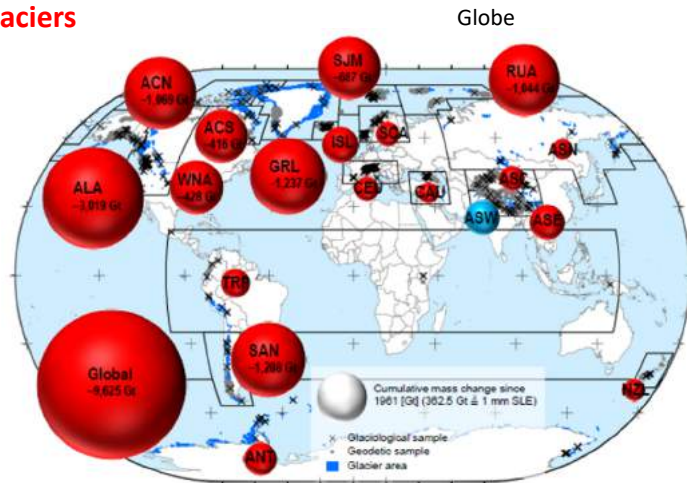 aciers
Globe
SJM
−687 Gt
RUA
−1,044 Gt
ACN
−1,069 Gt
ACS
−416 Gt
ISL
SCA
ASN
ALA
−3,019 Gt
WNA
−428 Gt
GRL
1,237 Gt
CEU
CAU
ASC
ASW
ASE
TRP
Global
−9,625 Gt
SAN
−1,208 Gt
Cumulative mass change since
1961 [Gt] (362.5 Gt ≙ 1 mm SLE)
NZL
Glaciological sample
Geodetic sample
Glacier area
ANT